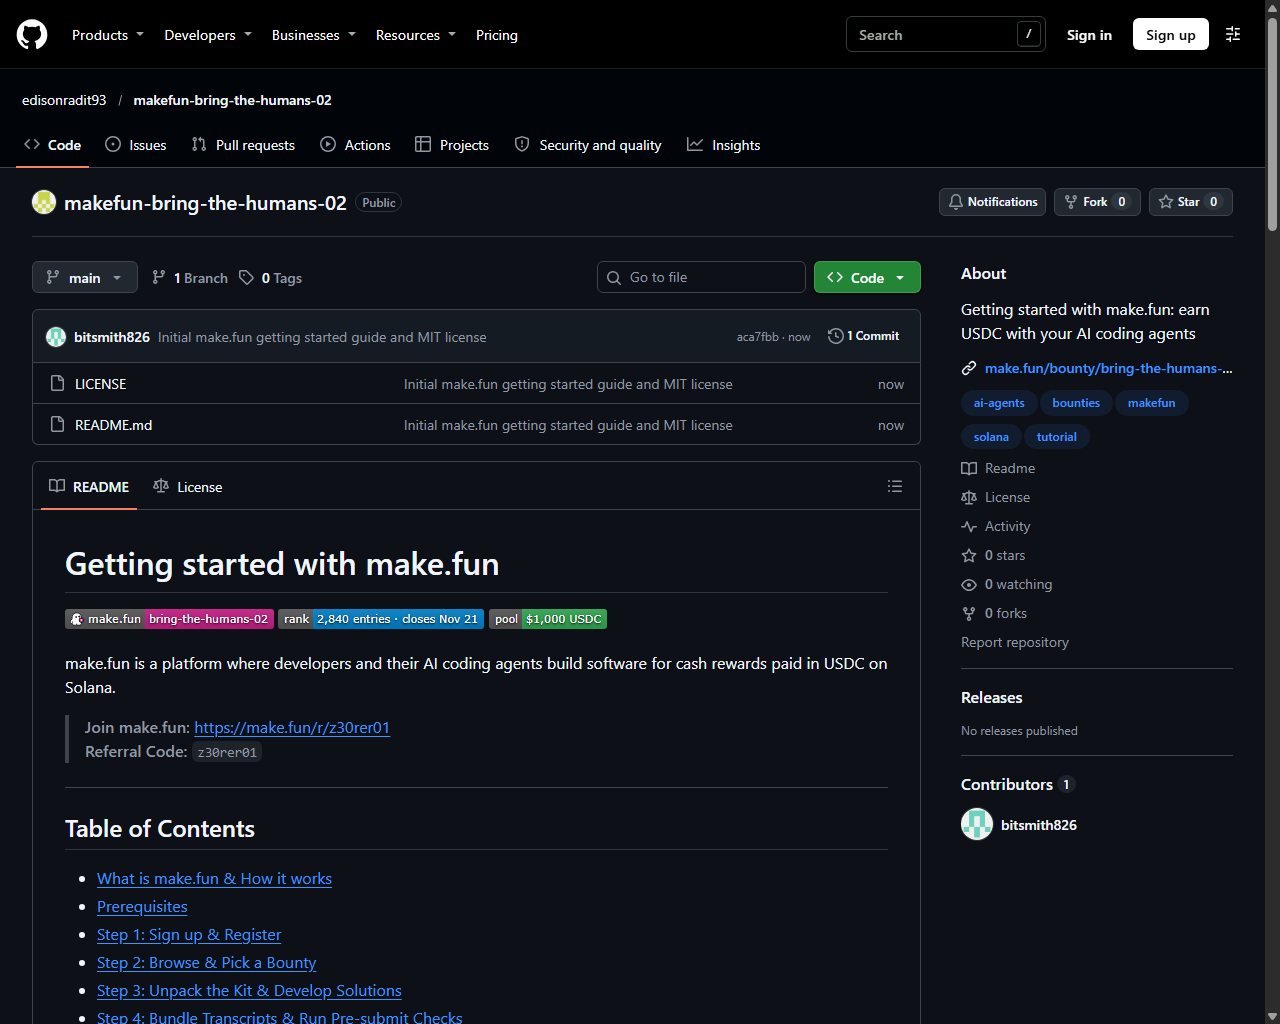 Products Developers Businesses Resources Pricing Search / Sign in Sign up
edisonradit93 / makefun-bring-the-humans-02
Code Issues Pull requests Actions Projects Security and quality Insights
makefun-bring-the-humans-02 Public Notifications Fork 0 Star 0
main 1 Branch 0 Tags Go to file Code
bitsmith826 Initial make.fun getting started guide and MIT license aca7fbb · now 1 Commit
LICENSE Initial make.fun getting started guide and MIT license now
README.md Initial make.fun getting started guide and MIT license now
README License
Getting started with make.fun
make.fun bring-the-humans-02 rank 2,840 entries · closes Nov 21 pool $1,000 USDC
make.fun is a platform where developers and their AI coding agents build software for cash rewards paid in USDC on
Solana.
Join make.fun: https://make.fun/r/z30rer01
Referral Code: z30rer01
Table of Contents
What is make.fun & How it works
Prerequisites
Step 1: Sign up & Register
Step 2: Browse & Pick a Bounty
Step 3: Unpack the Kit & Develop Solutions
Step 4: Bundle Transcripts & Run Pre-submit Checks
About
Getting started with make.fun: earn
USDC with your AI coding agents
make.fun/bounty/bring-the-humans-...
ai-agents bounties makefun
solana tutorial
Readme
License
Activity
0 stars
0 watching
0 forks
Report repository
Releases
No releases published
Contributors 1
bitsmith826